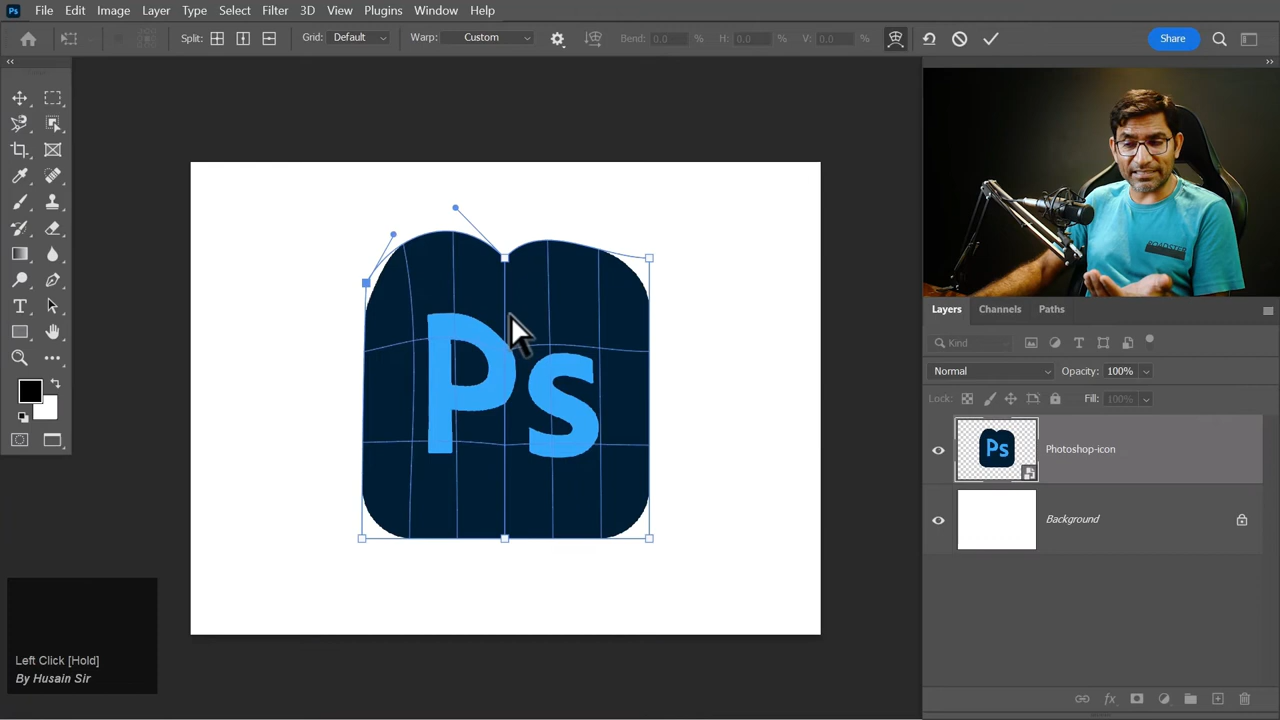 Ps File Edit Image Layer Type Select Filter 3D View Plugins Window Help
Split: Grid: Default Warp: Custom Bend: 0.0 % H: 0.0 % V: 0.0 % Share
ROADSTER
Layers Channels Paths
Kind
Normal Opacity: 100%
Lock: Fill: 100%
Ps
Ps Photoshop-icon
Background
Left Click [Hold]
By Husain Sir